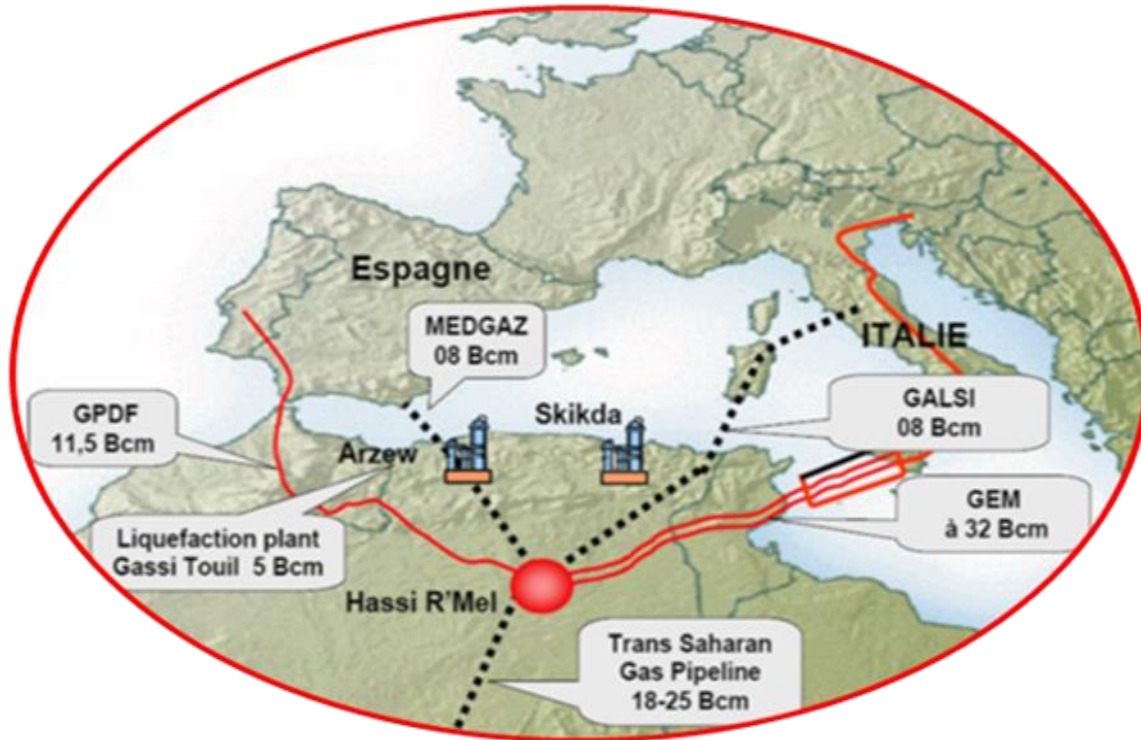 Espagne
MEDGAZ
08 Bcm
ITALIE
GPDF
11,5 Bcm
Skikda
GALSI
08 Bcm
Arzew
GEM
à 32 Bcm
Liquefaction plant
Gassi Touil 5 Bcm
Hassi R'Mel
Trans Saharan
Gas Pipeline
18-25 Bcm